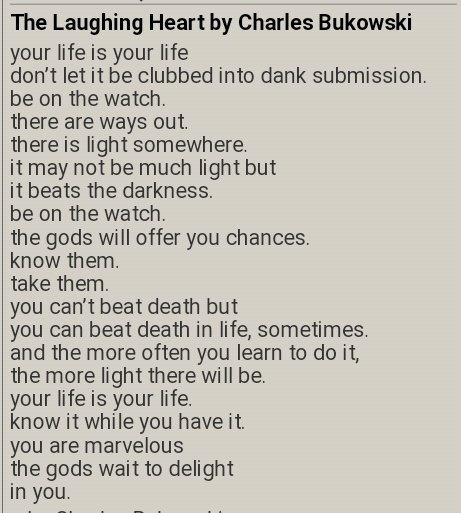 The Laughing Heart by Charles Bukowski
your life is your life
don't let it be clubbed into dank submission.
be on the watch.
there are ways out.
there is light somewhere.
it may not be much light but
it beats the darkness.
be on the watch.
the gods will offer you chances.
know them.
take them.
you can't beat death but
you can beat death in life, sometimes.
and the more often you learn to do it,
the more light there will be.
your life is your life.
know it while you have it.
you are marvelous
the gods wait to delight
in you.